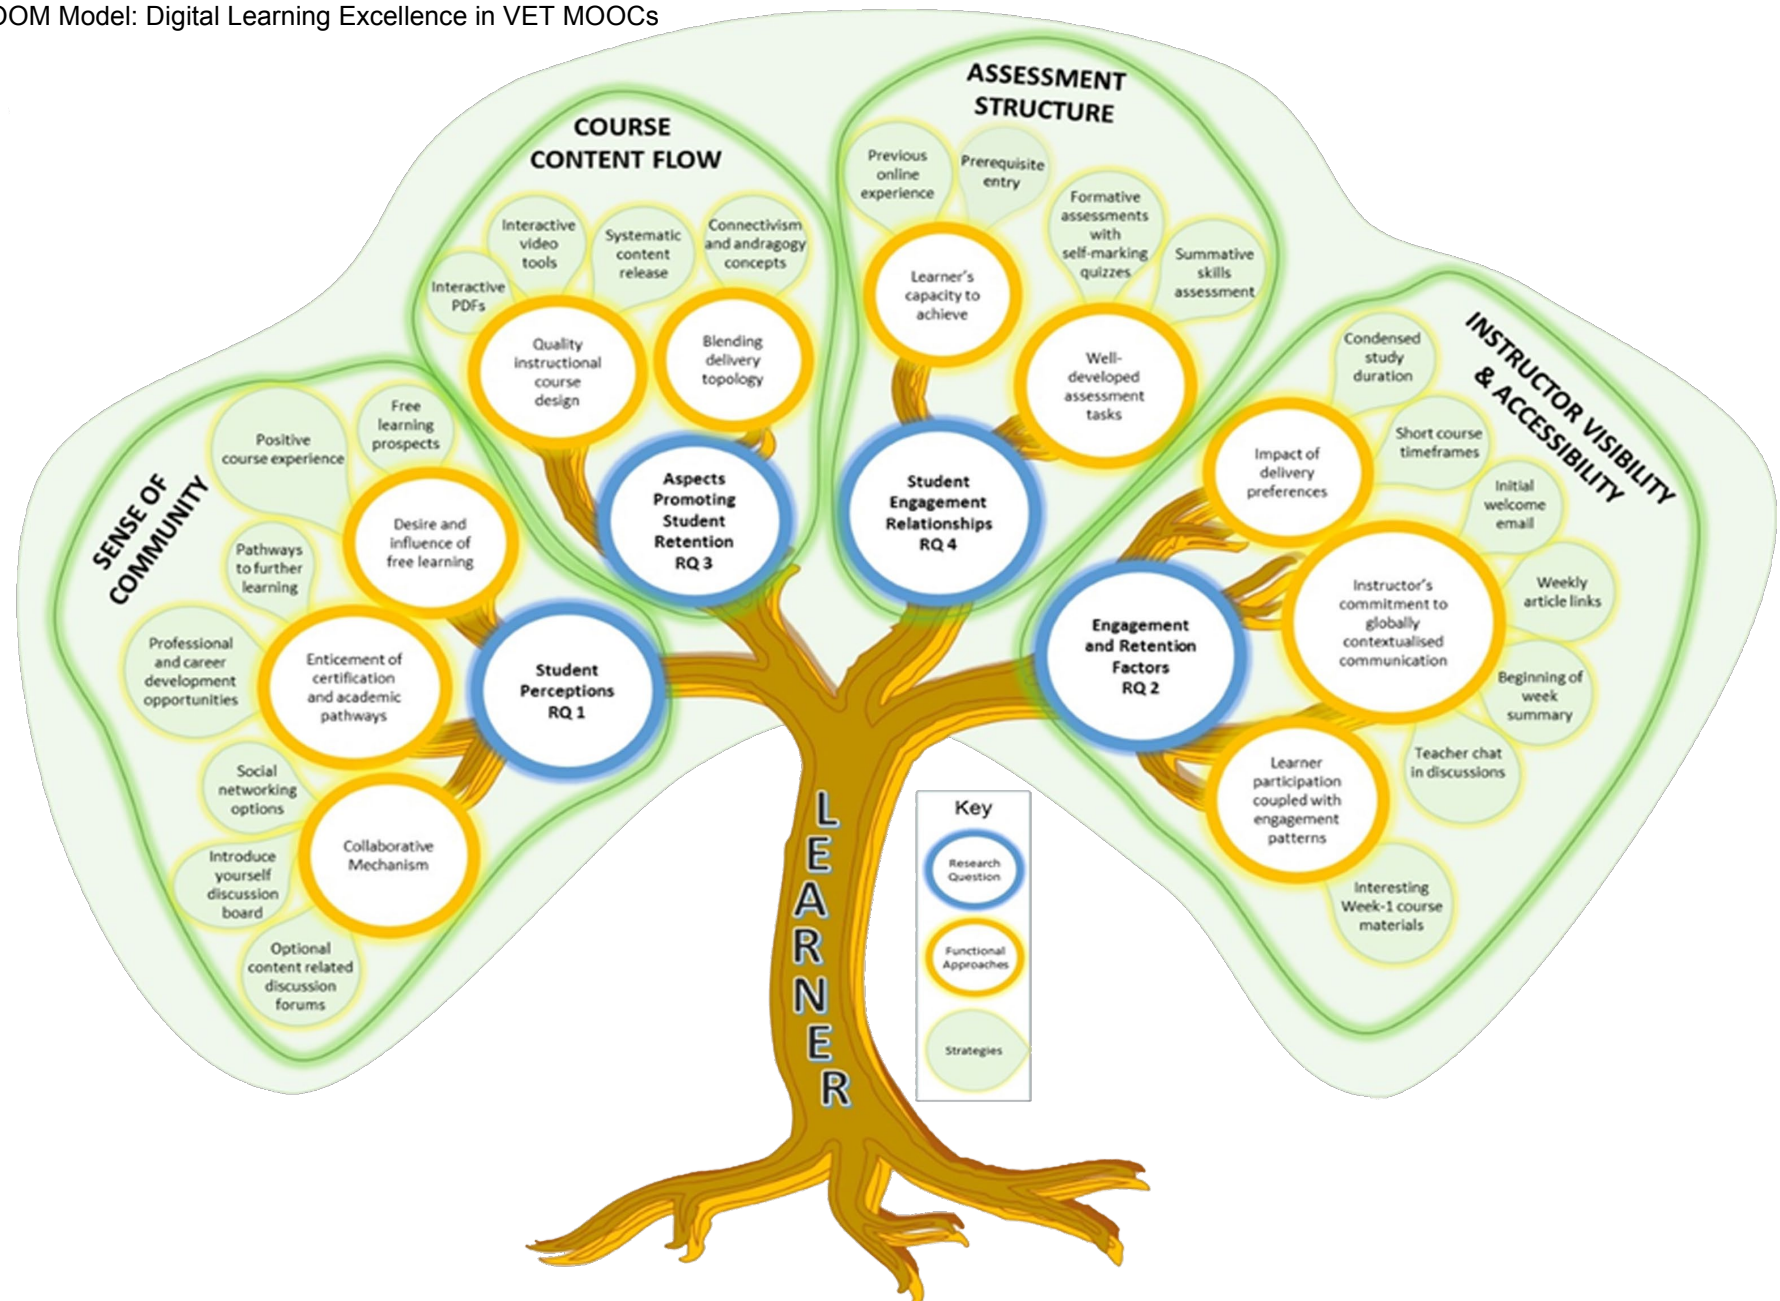 OOM Model: Digital Learning Excellence in VET MOOCs
SENSE OF
COMMUNITY
Positive
course experience
Free
learning
prospects
Desire and
influence of
free learning
Pathways
to further
learning
Professional
and career
development
opportunities
Enticement of
certification
and academic
pathways
Social
networking
options
Introduce
yourself
discussion
board
Optional
content related
discussion
forums
Collaborative
Mechanism
Student
Perceptions
RQ 1
COURSE
CONTENT FLOW
Interactive
PDFs
Interactive
video
tools
Systematic
content
release
Connectivism
and andragogy
concepts
Quality
instructional
course
design
Blending
delivery
topology
Aspects
Promoting
Student
Retention
RQ 3
ASSESSMENT
STRUCTURE
Previous
online
experience
Prerequisite
entry
Formative
assessments
with
self-marking
quizzes
Summative
skills
assessment
Learner's
capacity to
achieve
Well-
developed
assessment
tasks
Student
Engagement
Relationships
RQ 4
INSTRUCTOR VISIBILITY
& ACCESSIBILITY
Condensed
study
duration
Short course
timeframes
Initial
welcome
email
Weekly
article links
Beginning of
week
summary
Teacher chat
in discussions
Interesting
Week-1 course
materials
Impact of
delivery
preferences
Instructor's
commitment to
globally
contextualised
communication
Learner
participation
coupled with
engagement
patterns
Engagement
and Retention
Factors
RQ 2
LEARNER
Key
Research
Question
Functional
Approaches
Strategies